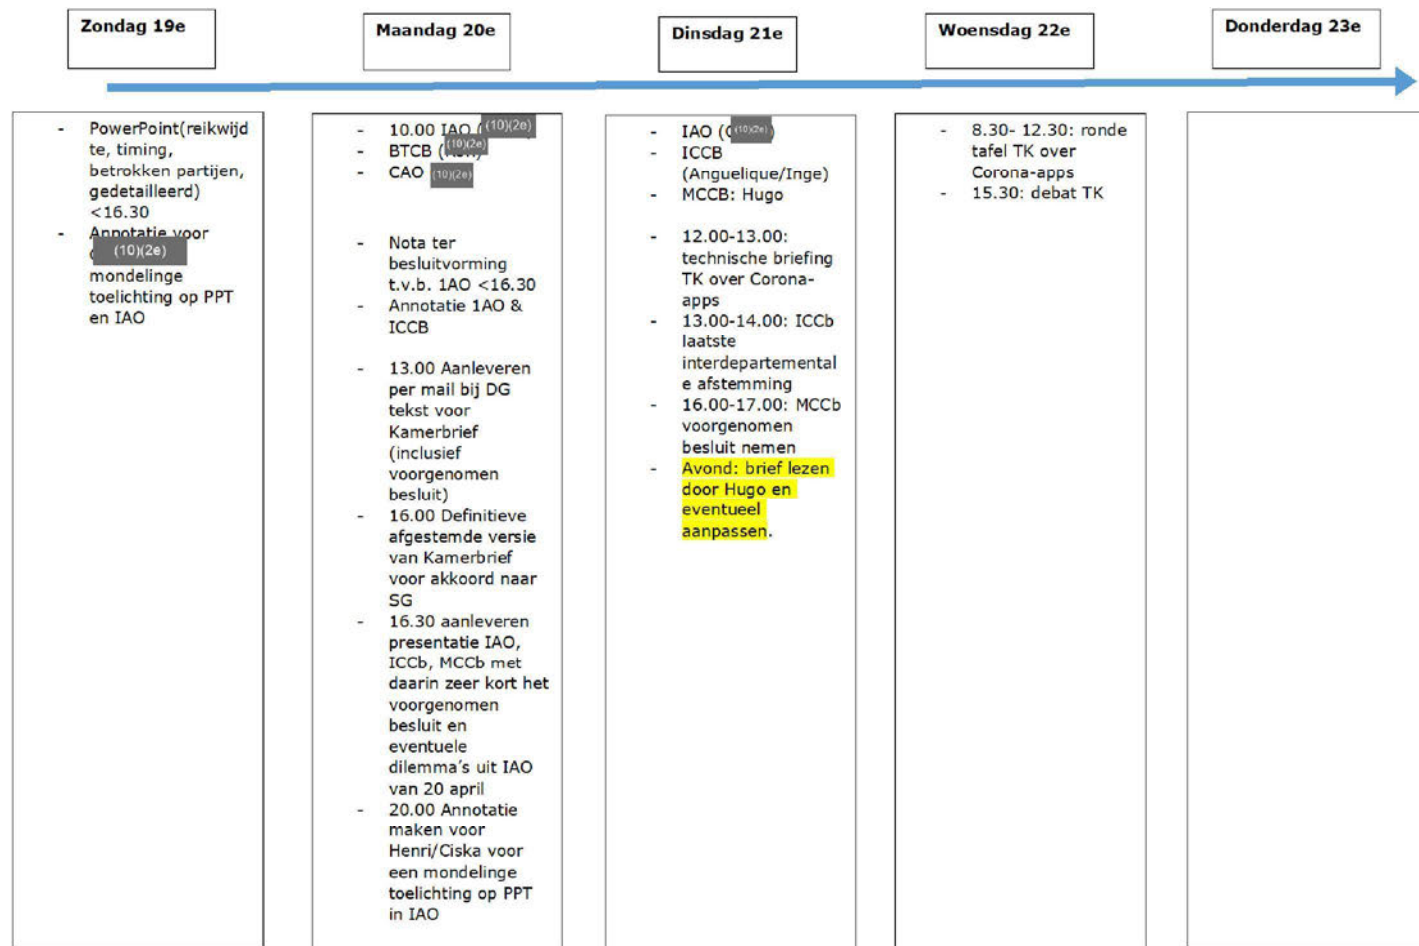 Zondag 19e
Maandag 20e
Dinsdag 21e
Woensdag 22e
Donderdag 23e
- PowerPoint(reikwijd
te, timing,
betrokken partijen,
gedetailleerd)
<16.30
- Annotatie voor
(10)(2e)
mondelinge
toelichting op PPT
en IAO
- 10.00 IAO ( (10)(2e)
- BTCB ( (10)(2e)
- CAO (10)(2e)
- Nota ter
besluitvorming
t.v.b. 1AO <16.30
- Annotatie 1AO &
ICCB
- 13.00 Aanleveren
per mail bij DG
tekst voor
Kamerbrief
(inclusief
voorgenomen
besluit)
- 16.00 Definitieve
afgestemde versie
van Kamerbrief
voor akkoord naar
SG
- 16.30 aanleveren
presentatie IAO,
ICCb, MCCb met
daarin zeer kort het
voorgenomen
besluit en
eventuele
dilemma's uit IAO
van 20 april
- 20.00 Annotatie
maken voor
Henri/Ciska voor
een mondelinge
toelichting op PPT
in IAO
- IAO ( (10)(2e) )
- ICCB
(Anguelique/Inge)
- MCCB: Hugo
- 12.00-13.00:
technische briefing
TK over Corona-
apps
- 13.00-14.00: ICCb
laatste
interdepartemental
e afstemming
- 16.00-17.00: MCCb
voorgenomen
besluit nemen
- Avond: brief lezen
door Hugo en
eventueel
aanpassen.
- 8.30- 12.30: ronde
tafel TK over
Corona-apps
- 15.30: debat TK